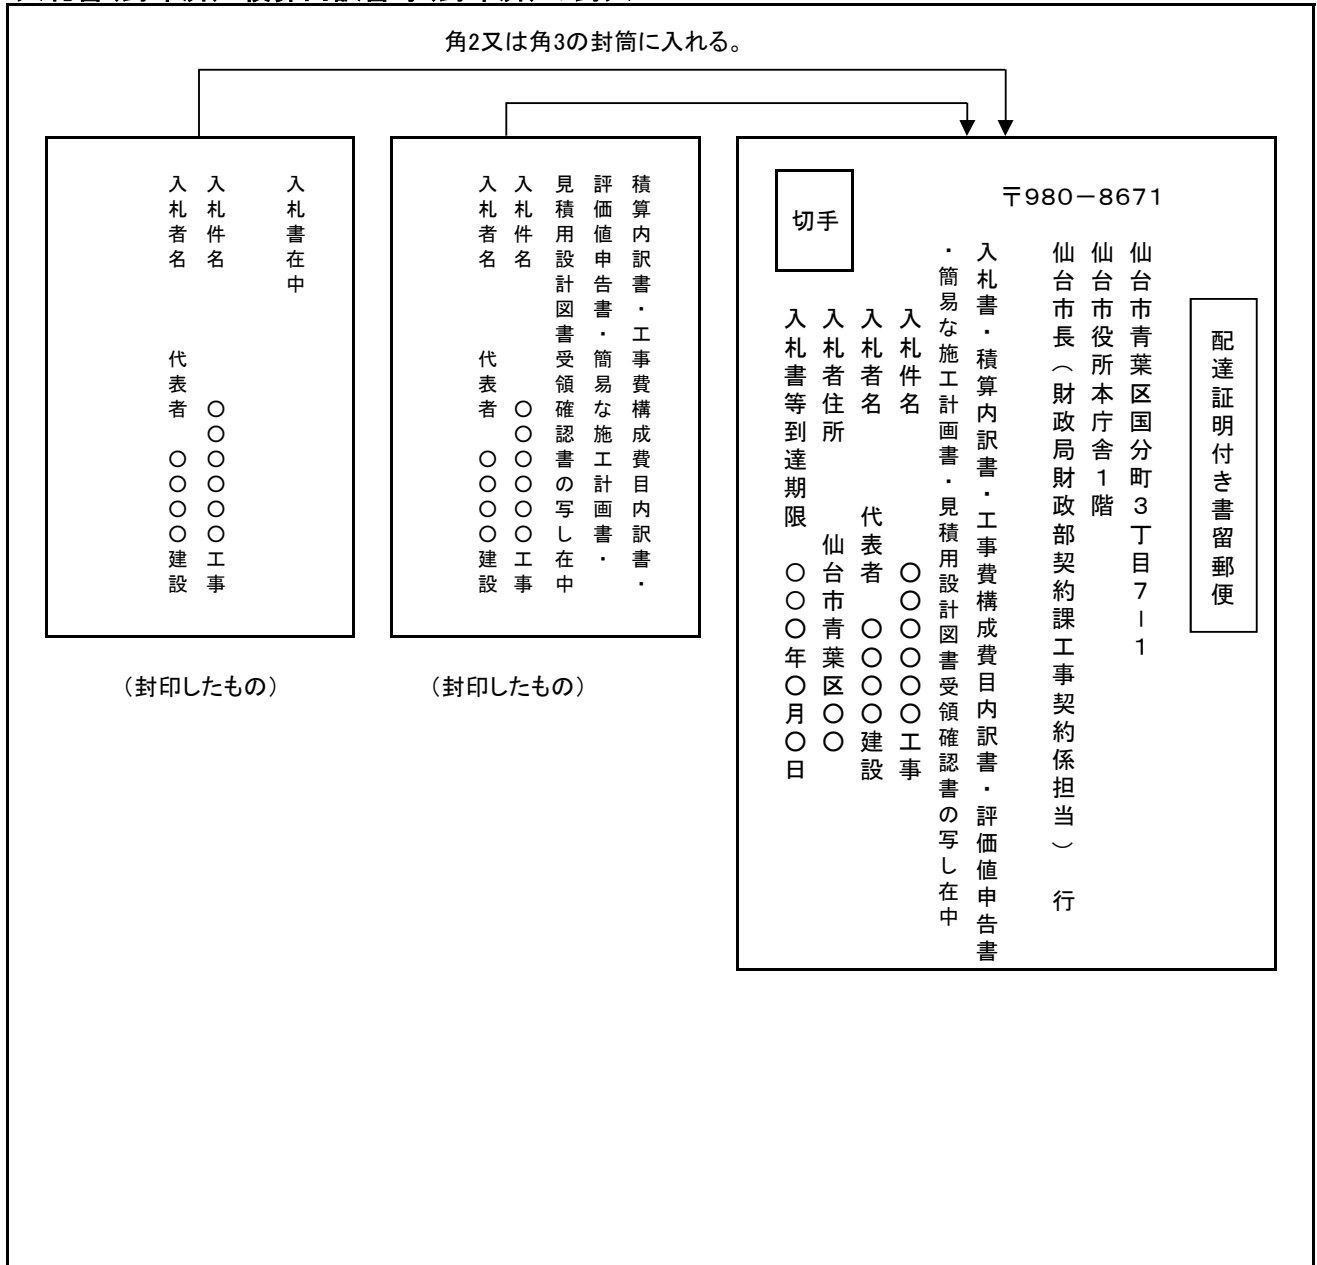 角2又は角3の封筒に入れる。
入札書在中
入札件名　○○○○○○工事
入札者名　代表者　○○○○建設
（封印したもの）
積算内訳書・工事費構成費目内訳書・
評価値申告書・簡易な施工計画書・
見積用設計図書受領確認書の写し在中
入札件名　○○○○○○工事
入札者名　代表者　○○○○建設
（封印したもの）
切手
〒980－8671
配達証明付き書留郵便
仙台市青葉区国分町３丁目７－１
仙台市役所本庁舎１階
仙台市長（財政局財政部契約課工事契約係担当）　行
入札書・積算内訳書・工事費構成費目内訳書・評価値申告書
・簡易な施工計画書・見積用設計図書受領確認書の写し在中
入札件名　○○○○○○工事
入札者名　代表者　○○○○建設
入札者住所　仙台市青葉区○○
入札書等到達期限　○○○年○月○日